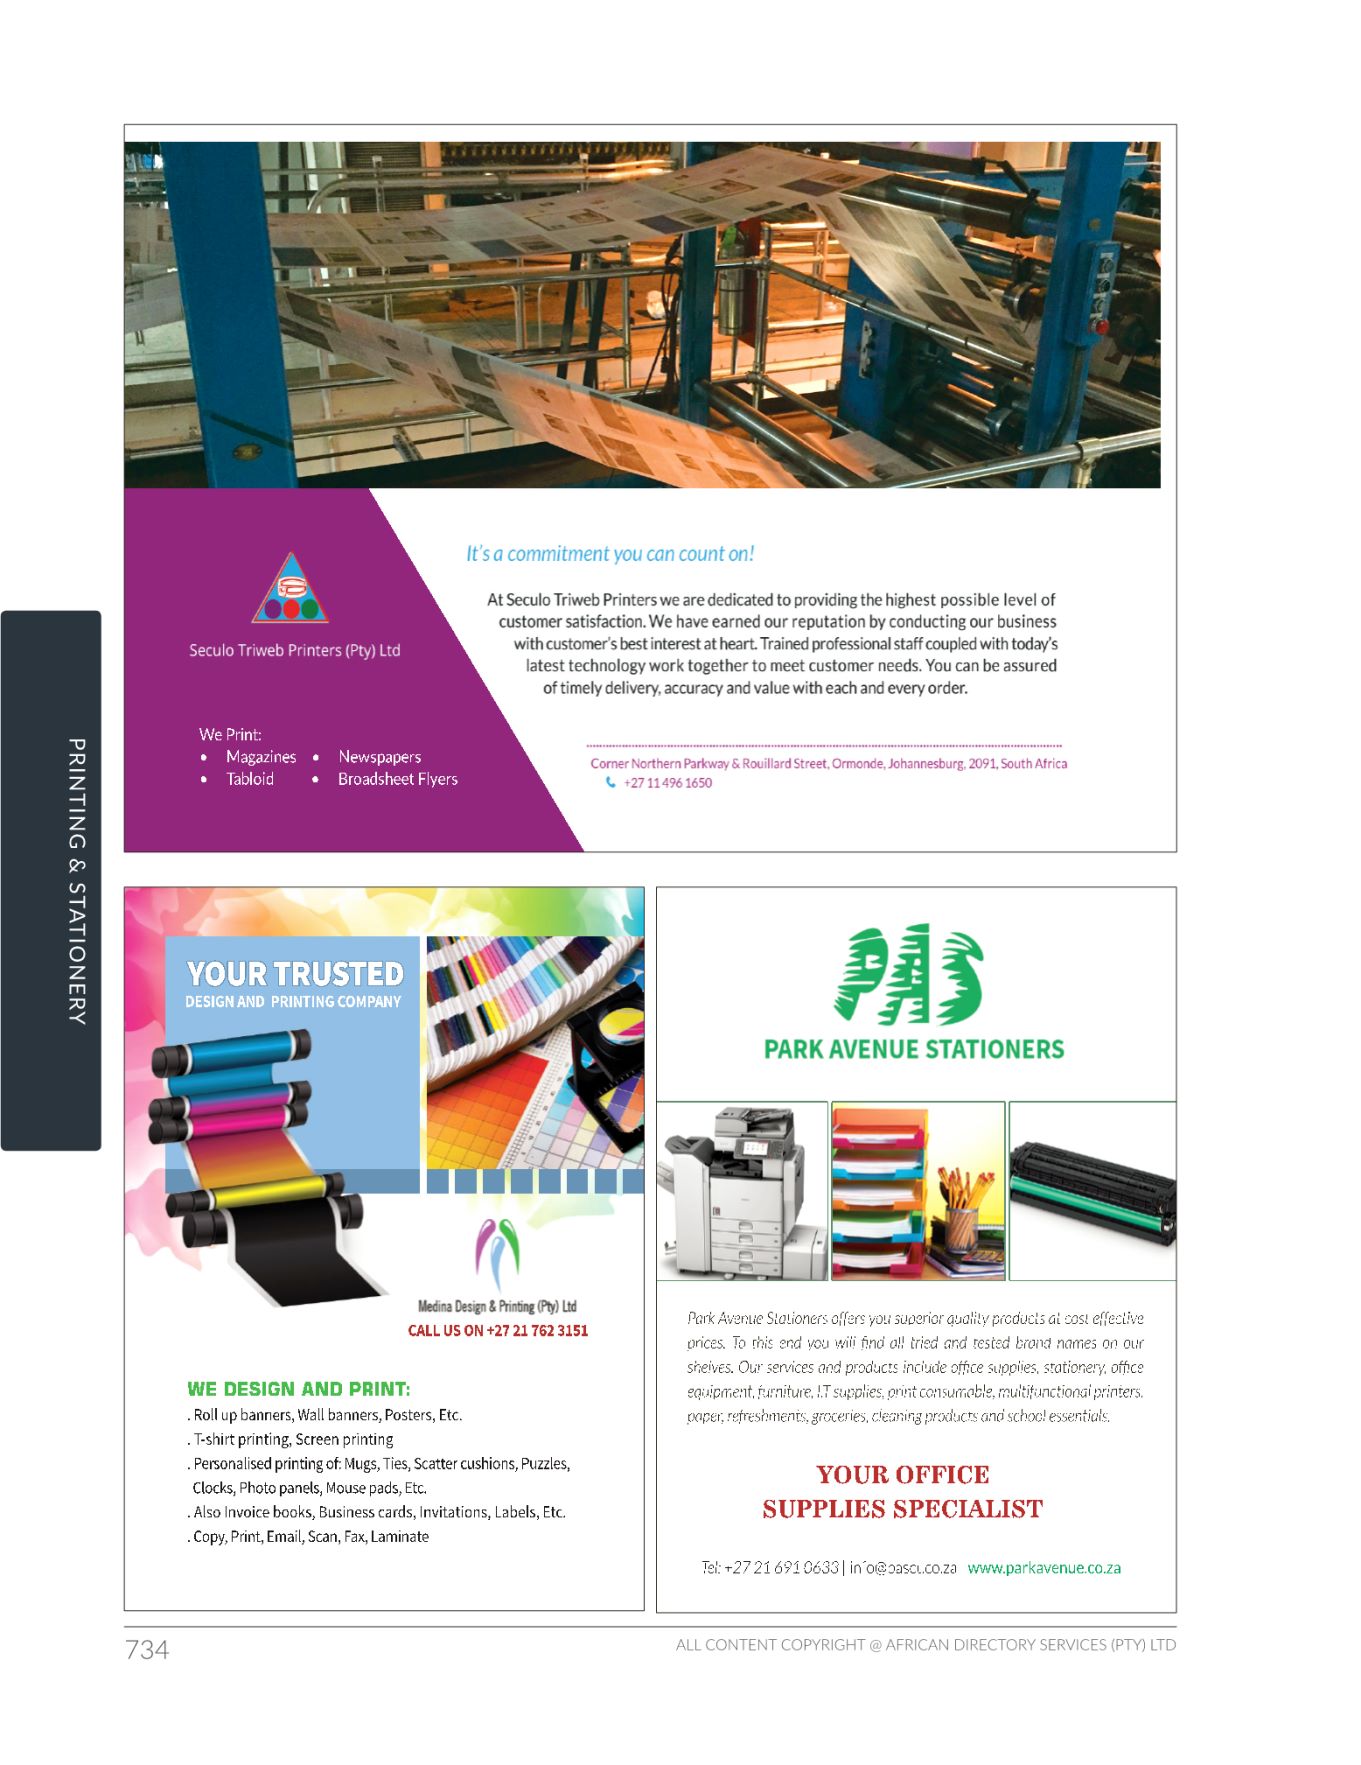 PRINTING & STATIONERY
It's a commitment you can count on!
At Seculo Triweb Printers we are dedicated to providing the highest possible level of
customer satisfaction. We have earned our reputation by conducting our business
with customer's best interest at heart. Trained professional staff coupled with today's
latest technology work together to meet customer needs. You can be assured
of timely delivery, accuracy and value with each and every order.
Seculo Triweb Printers (Pty) Ltd
We Print:
• Magazines • Newspapers
• Tabloid • Broadsheet Flyers
Corner Northern Parkway & Rouillard Street, Ormonde, Johannesburg, 2091, South Africa
+27 11 496 1650
YOUR TRUSTED
DESIGN AND PRINTING COMPANY
Medina Design & Printing (Pty) Ltd
CALL US ON +27 21 762 3151
WE DESIGN AND PRINT:
. Roll up banners, Wall banners, Posters, Etc.
. T-shirt printing, Screen printing
. Personalised printing of: Mugs, Ties, Scatter cushions, Puzzles,
Clocks, Photo panels, Mouse pads, Etc.
. Also Invoice books, Business cards, Invitations, Labels, Etc.
. Copy, Print, Email, Scan, Fax, Laminate
PAS
PARK AVENUE STATIONERS
Park Avenue Stationers offers you superior quality products at cost effective
prices. To this end you will find all tried and tested brand names on our
shelves. Our services and products include office supplies, stationery, office
equipment, furniture, I.T supplies, print consumable, multifunctional printers,
paper, refreshments, groceries, cleaning products and school essentials.
YOUR OFFICE
SUPPLIES SPECIALIST
Tel: +27 21 691 0633 | www.parkavenue.co.za
734
ALL CONTENT COPYRIGHT @ AFRICAN DIRECTORY SERVICES (PTY) LTD